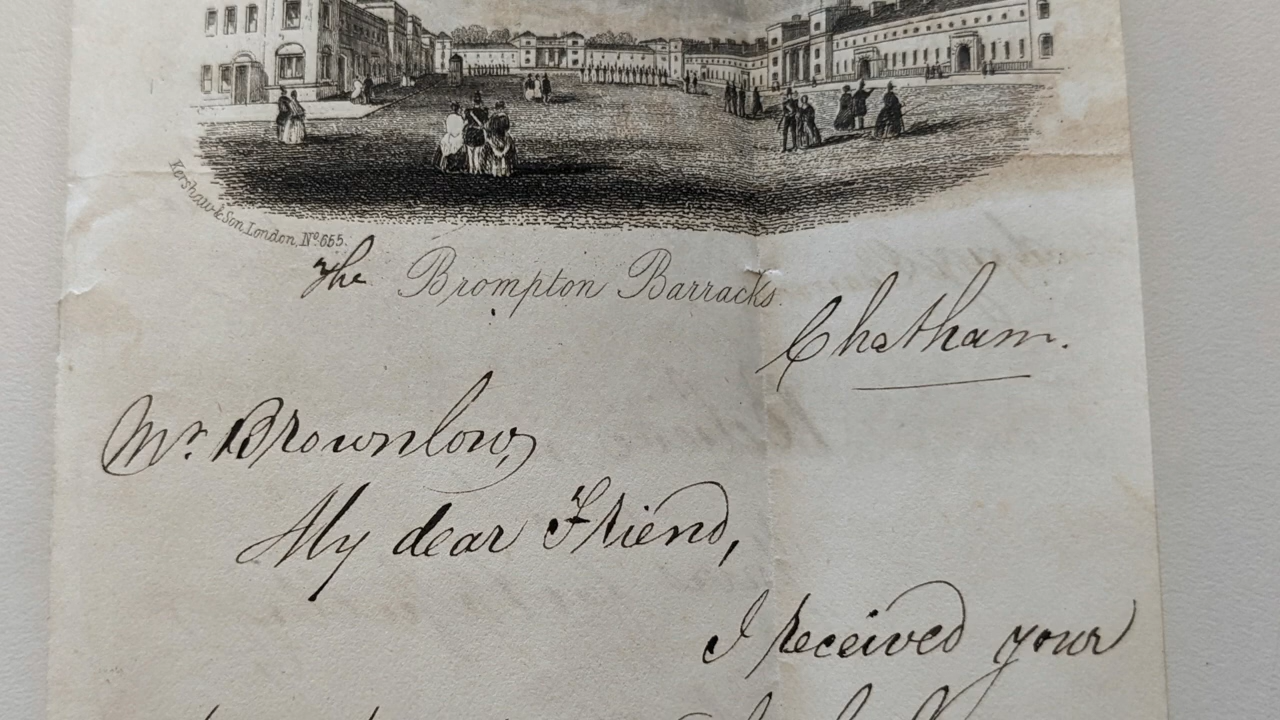 Kershaw & Son, London, No. 655.
The Brompton Barracks.
Chatham.
Mr. Brownlow,
My dear Friend,
I received your